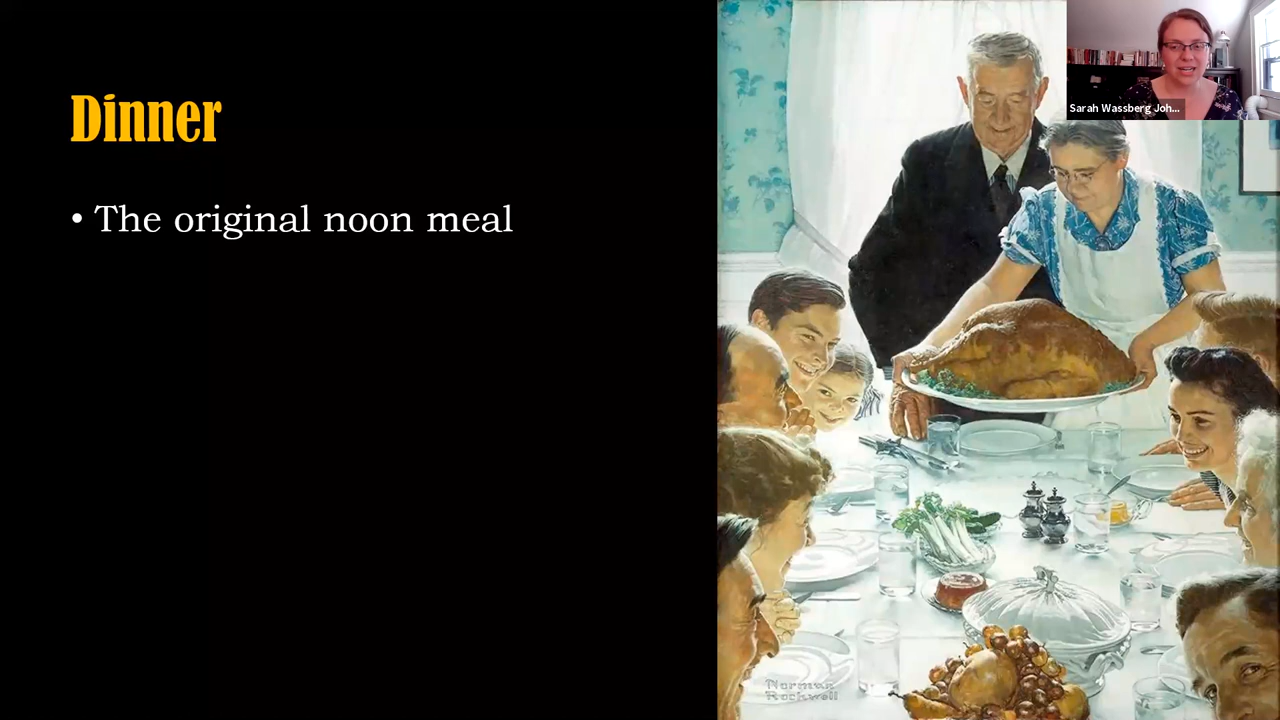 Dinner
• The original noon meal
Sarah Wassberg Joh...
Norman
Rockwell